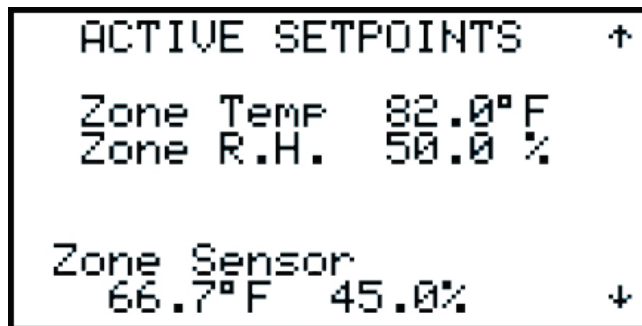 ACTIVE SETPOINTS ↑
Zone Temp 82.0°F
Zone R.H. 50.0 %
Zone Sensor
66.7°F 45.0% ↓